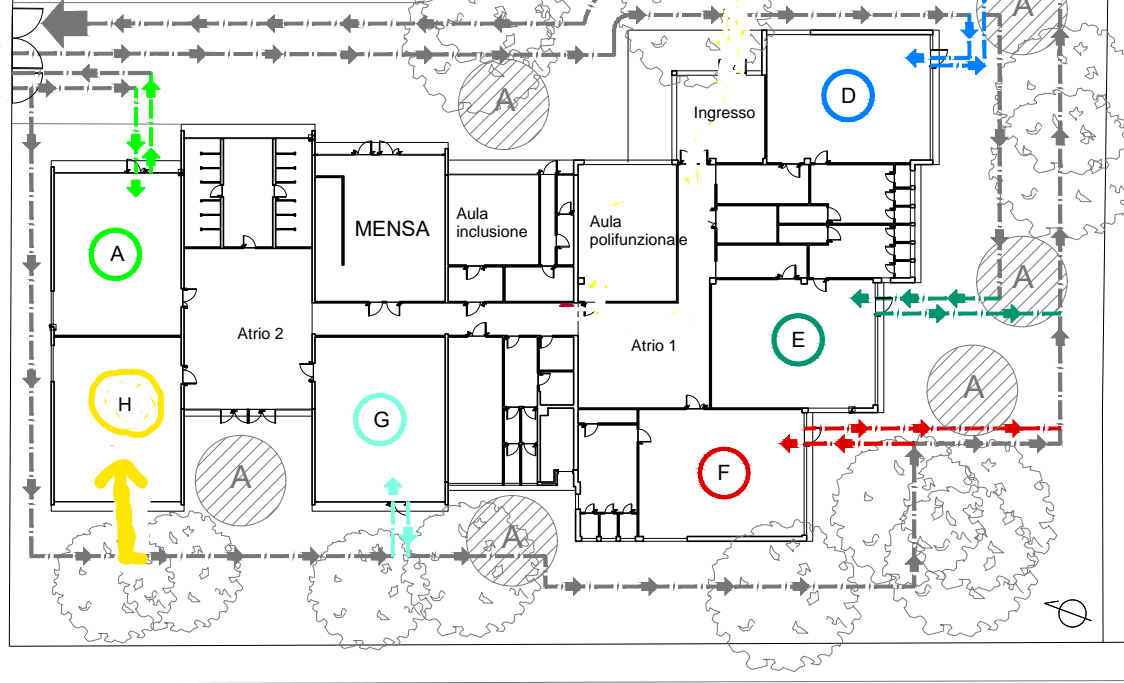 A
A
D
Ingresso
MENSA
Aula
inclusione
Aula
polifunzionale
A
A
Atrio 2
Atrio 1
E
H
G
A
F
A
A